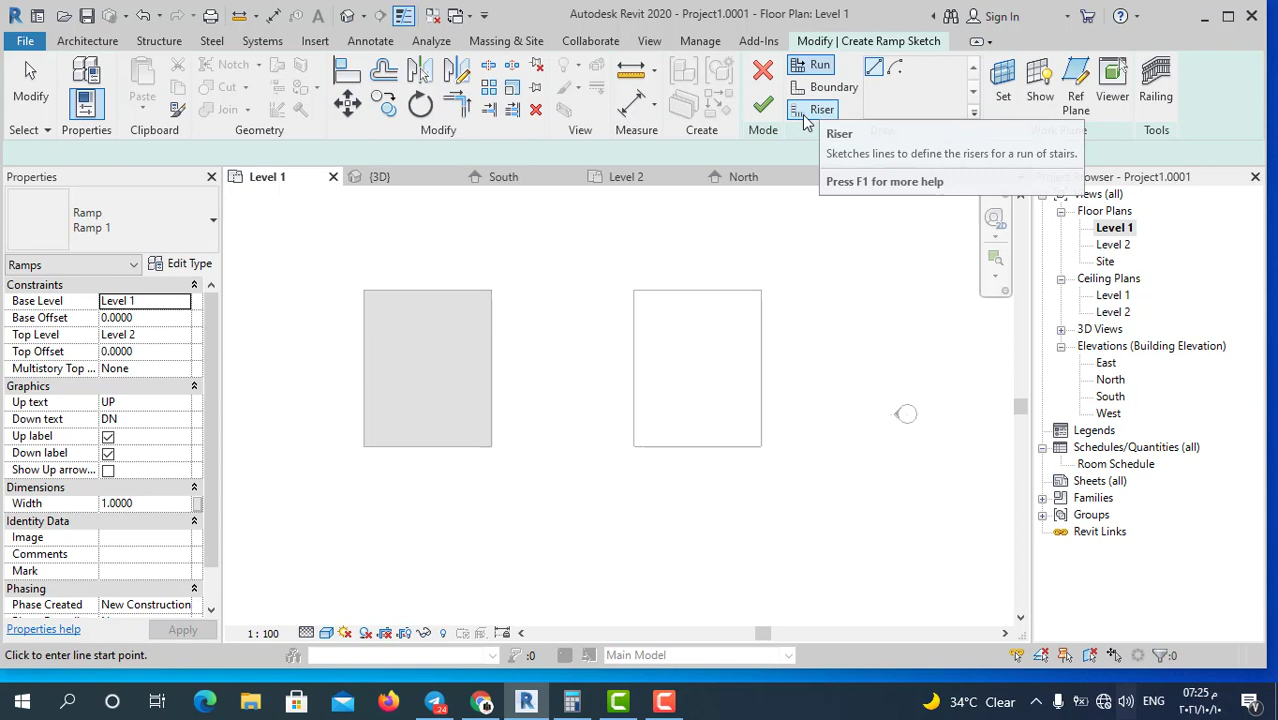 Autodesk Revit 2020 - Project1.0001 - Floor Plan: Level 1
Sign In
File Architecture Structure Steel Systems Insert Annotate Analyze Massing & Site Collaborate View Manage Add-Ins Modify | Create Ramp Sketch
Modify
Properties
Paste
Notch
Cut
Join
Run
Boundary
Riser
Set Show Ref Plane Viewer Railing
Select Properties Clipboard Geometry Modify View Measure Create Mode Tools
Riser
Sketches lines to define the risers for a run of stairs.
Press F1 for more help
Properties
Level 1 {3D} South Level 2 North
Project Browser - Project1.0001
Ramp
Ramp 1
Ramps Edit Type
Constraints
Base Level Level 1
Base Offset 0.0000
Top Level Level 2
Top Offset 0.0000
Multistory Top ... None
Graphics
Up text UP
Down text DN
Up label
Down label
Show Up arrow...
Dimensions
Width 1.0000
Identity Data
Image
Comments
Mark
Phasing
Phase Created New Construction
Properties help Apply
2D
Views (all)
Floor Plans
Level 1
Level 2
Site
Ceiling Plans
Level 1
Level 2
3D Views
Elevations (Building Elevation)
East
North
South
West
Legends
Schedules/Quantities (all)
Room Schedule
Sheets (all)
Families
Groups
Revit Links
1 : 100
Click to enter line start point. :0 Main Model :0
24
34°C Clear ENG
07:25 م
٢٠٢١/١٠/١٠